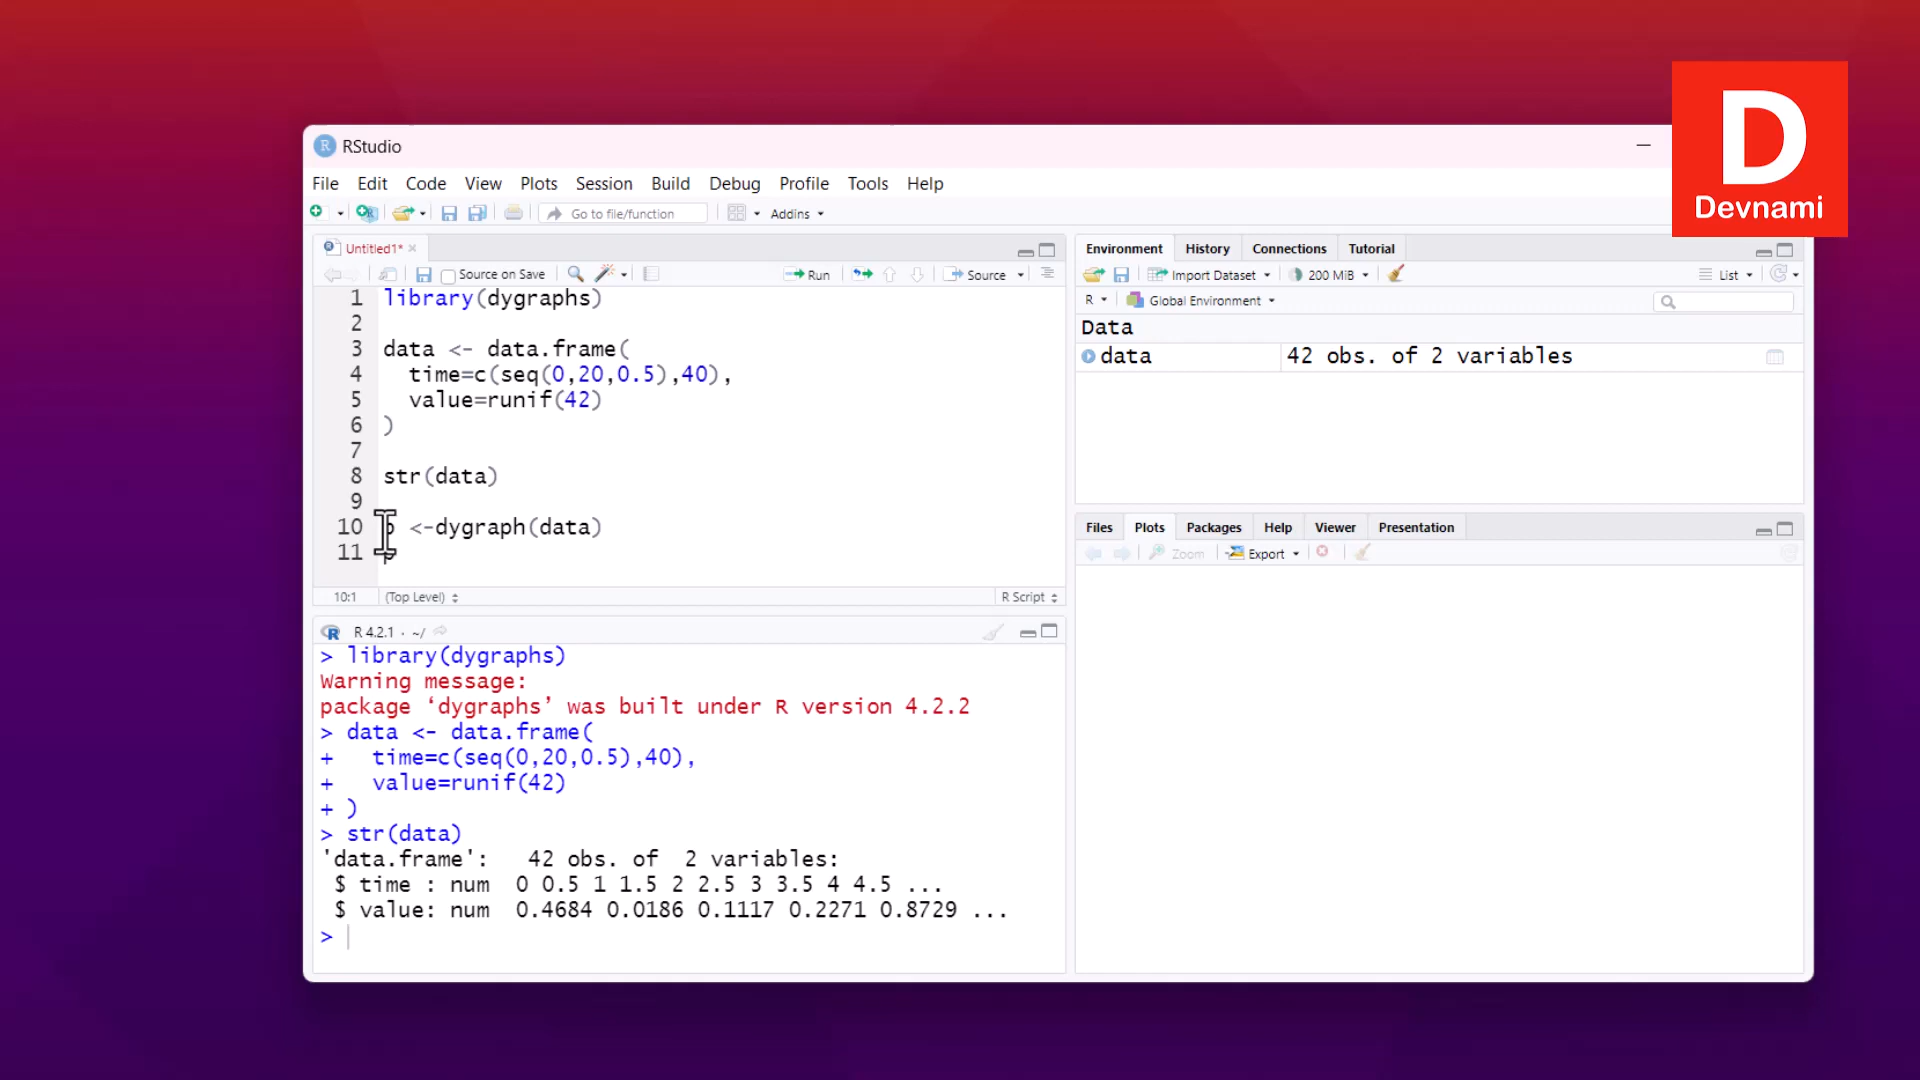 D
Devnami
RStudio
File Edit Code View Plots Session Build Debug Profile Tools Help
Go to file/function Addins
Untitled1*
Source on Save Run Source
1 library(dygraphs)
2
3 data <- data.frame(
4 time=c(seq(0,20,0.5),40),
5 value=runif(42)
6 )
7
8 str(data)
9
10 p <-dygraph(data)
11 p
10:1 (Top Level) R Script
R 4.2.1 · ~/
> library(dygraphs)
Warning message:
package ‘dygraphs’ was built under R version 4.2.2
> data <- data.frame(
+ time=c(seq(0,20,0.5),40),
+ value=runif(42)
+ )
> str(data)
'data.frame': 42 obs. of 2 variables:
$ time : num 0 0.5 1 1.5 2 2.5 3 3.5 4 4.5 ...
$ value: num 0.4684 0.0186 0.1117 0.2271 0.8729 ...
>
Environment History Connections Tutorial
Import Dataset 200 MiB List
R Global Environment
Data
data 42 obs. of 2 variables
Files Plots Packages Help Viewer Presentation
Zoom Export